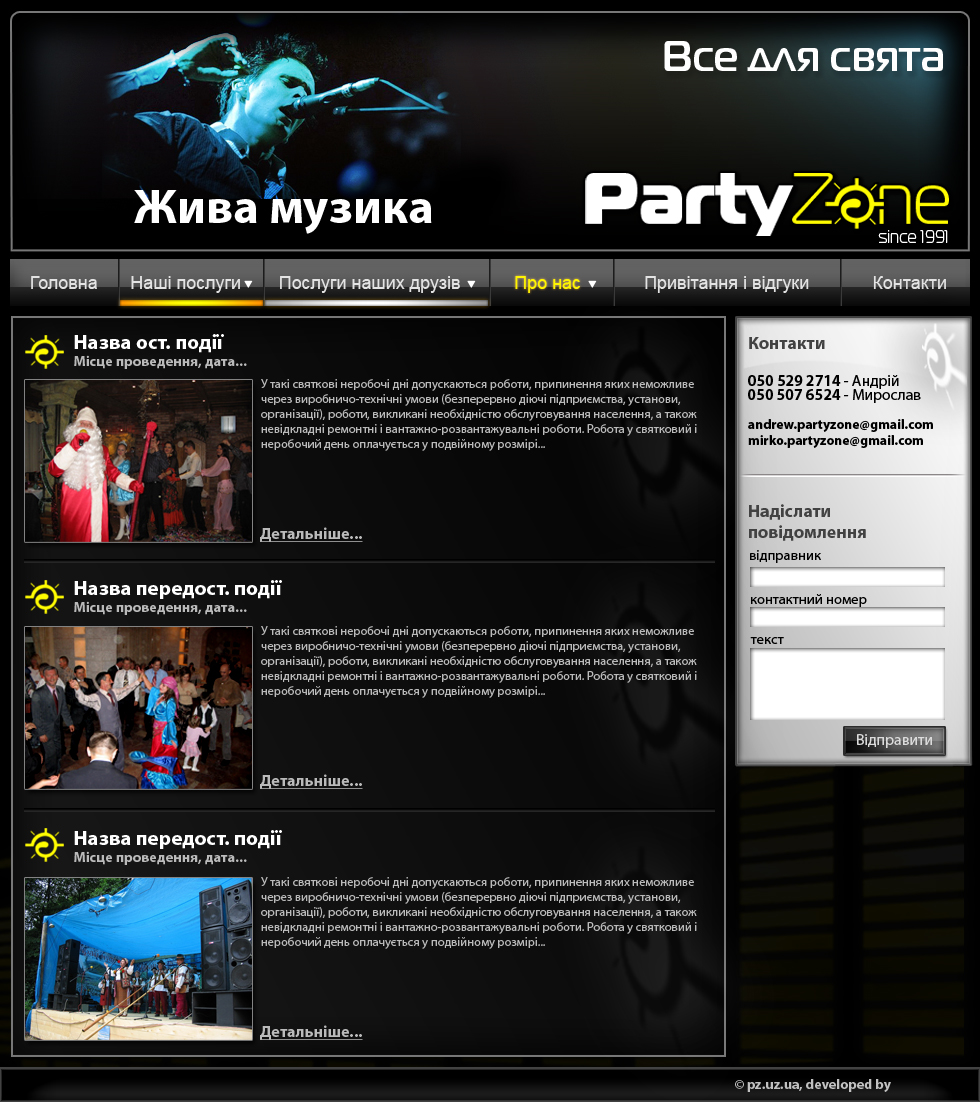 Все для свята
Жива музика
PartyZone
since 1991
Головна
Наші послуги
Послуги наших друзів
Про нас
Привітання і відгуки
Контакти
Назва ост. події
Місце проведення, дата...
У такі святкові неробочі дні допускаються роботи, припинення яких неможливе
через виробничо-технічні умови (безперервно діючі підприємства, установи,
організації), роботи, викликані необхідністю обслуговування населення, а також
невідкладні ремонтні і вантажно-розвантажувальні роботи. Робота у святковий і
неробочий день оплачується у подвійному розмірі...
Детальніше...
Назва передост. події
Місце проведення, дата...
У такі святкові неробочі дні допускаються роботи, припинення яких неможливе
через виробничо-технічні умови (безперервно діючі підприємства, установи,
організації), роботи, викликані необхідністю обслуговування населення, а також
невідкладні ремонтні і вантажно-розвантажувальні роботи. Робота у святковий і
неробочий день оплачується у подвійному розмірі...
Детальніше...
Назва передост. події
Місце проведення, дата...
У такі святкові неробочі дні допускаються роботи, припинення яких неможливе
через виробничо-технічні умови (безперервно діючі підприємства, установи,
організації), роботи, викликані необхідністю обслуговування населення, а також
невідкладні ремонтні і вантажно-розвантажувальні роботи. Робота у святковий і
неробочий день оплачується у подвійному розмірі...
Детальніше...
Контакти
050 529 2714 - Андрій
050 507 6524 - Мирослав
andrew.partyzone@gmail.com
mirko.partyzone@gmail.com
Надіслати
повідомлення
відправник
контактний номер
текст
Відправити
© pz.uz.ua, developed by